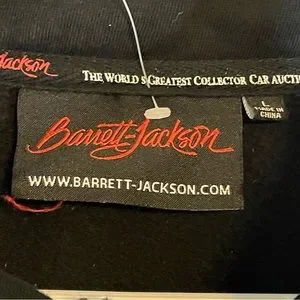 Jackson THE WORLD'S GREATEST COLLECTOR CAR AUCTI
L
MADE IN
CHINA
Barrett-Jackson
WWW.BARRETT-JACKSON.COM